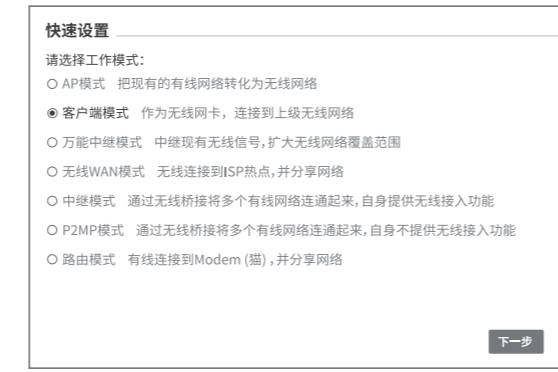 快速设置
请选择工作模式：
AP模式 把现有的有线网络转化为无线网络
客户端模式 作为无线网卡，连接到上级无线网络
万能中继模式 中继现有无线信号，扩大无线网络覆盖范围
无线WAN模式 无线连接到ISP热点，并分享网络
中继模式 通过无线桥接将多个有线网络连通起来，自身提供无线接入功能
P2MP模式 通过无线桥接将多个有线网络连通起来，自身不提供无线接入功能
路由模式 有线连接到Modem (猫)，并分享网络
下一步